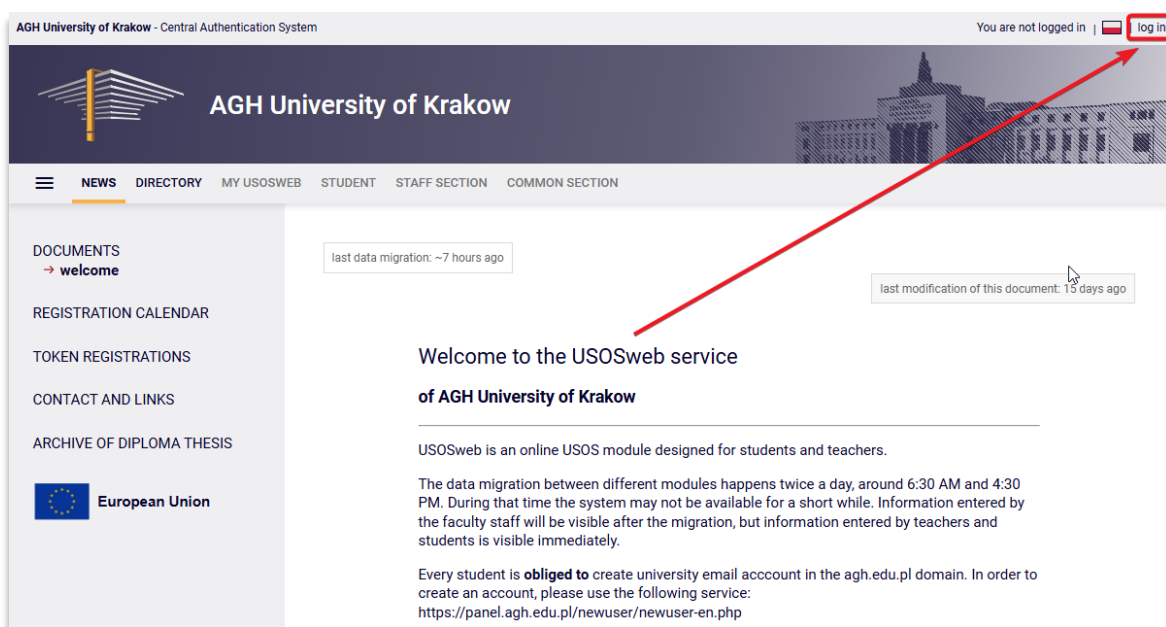 AGH University of Krakow - Central Authentication System
You are not logged in | | log in
AGH University of Krakow
NEWS DIRECTORY MY USOSWEB STUDENT STAFF SECTION COMMON SECTION
DOCUMENTS
→ welcome
REGISTRATION CALENDAR
TOKEN REGISTRATIONS
CONTACT AND LINKS
ARCHIVE OF DIPLOMA THESIS
European Union
last data migration: ~7 hours ago
last modification of this document: 15 days ago
Welcome to the USOSweb service
of AGH University of Krakow
USOSweb is an online USOS module designed for students and teachers.
The data migration between different modules happens twice a day, around 6:30 AM and 4:30
PM. During that time the system may not be available for a short while. Information entered by
the faculty staff will be visible after the migration, but information entered by teachers and
students is visible immediately.
Every student is obliged to create university email acccount in the agh.edu.pl domain. In order to
create an account, please use the following service:
https://panel.agh.edu.pl/newuser/newuser-en.php